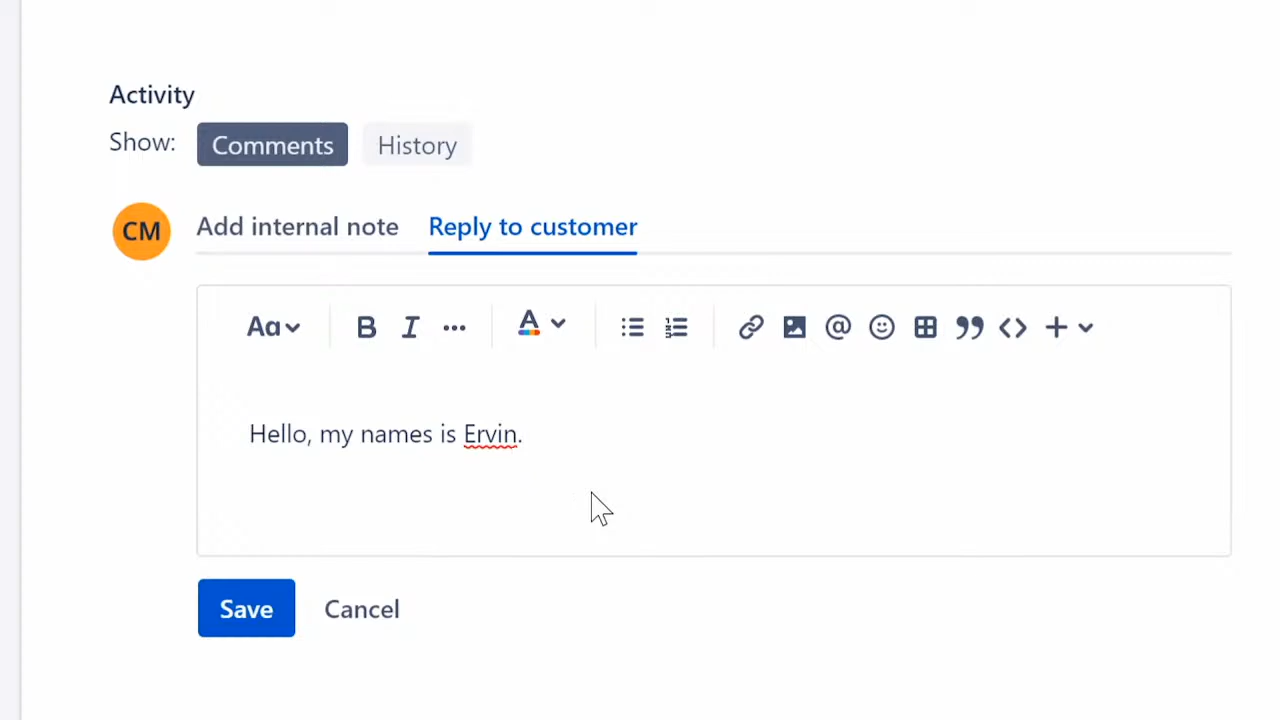 Activity
Show: Comments History
CM Add internal note Reply to customer
Aa B I ... A @ + 
Hello, my names is Ervin.
Save Cancel